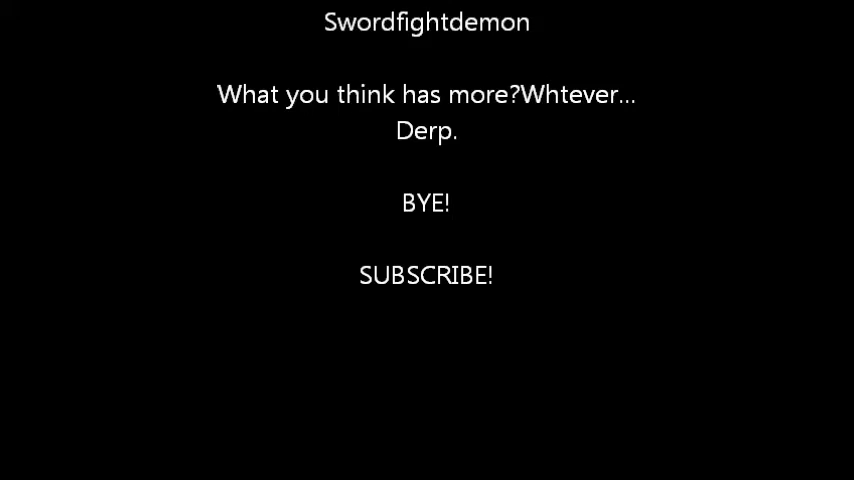 Swordfightdemon
What you think has more?Whtever...
Derp.
BYE!
SUBSCRIBE!